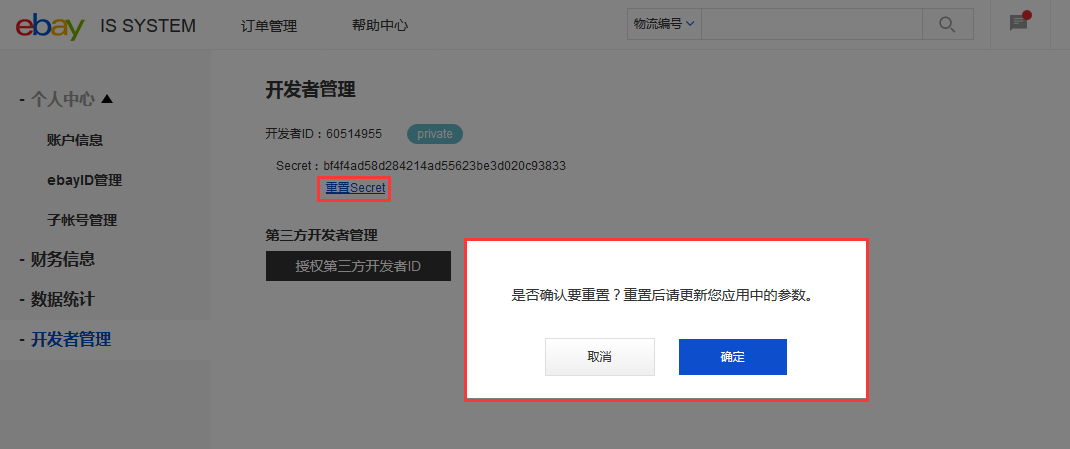 ebay IS SYSTEM 订单管理 帮助中心 物流编号
- 个人中心
账户信息
ebayID管理
子帐号管理
- 财务信息
- 数据统计
- 开发者管理
开发者管理
开发者ID：60514955 private
Secret：bf4f4ad58d284214ad55623be3d020c93833
重置Secret
第三方开发者管理
授权第三方开发者ID
是否确认要重置？重置后请更新您应用中的参数。
取消 确定